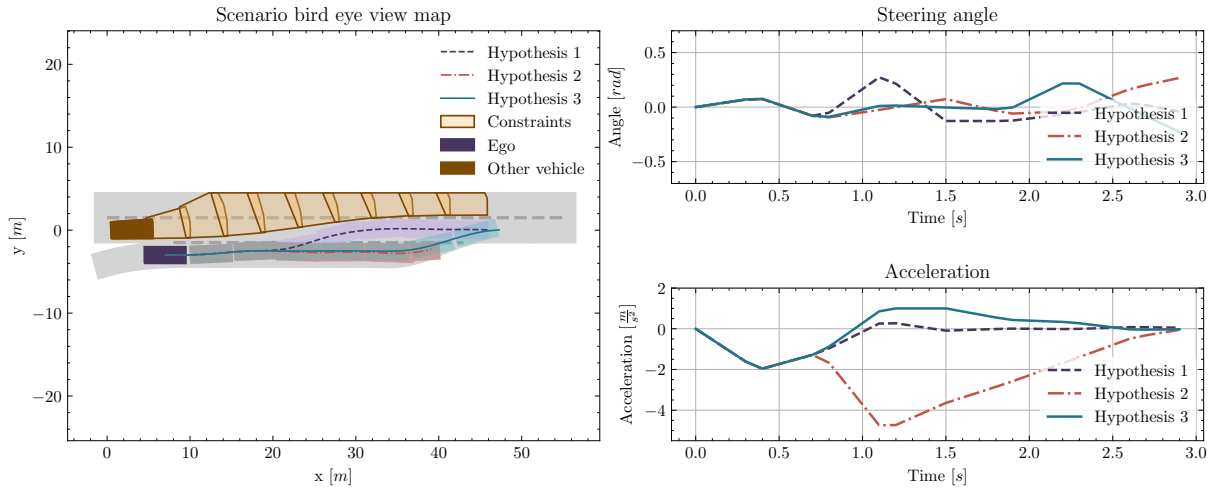 Scenario bird eye view map
Hypothesis 1
Hypothesis 2
Hypothesis 3
Constraints
Ego
Other vehicle
20
10
0
−10
−20
y [m]
0
10
20
30
40
50
x [m]
Steering angle
0.5
0.0
−0.5
Angle [rad]
Hypothesis 1
Hypothesis 2
Hypothesis 3
0.0
0.5
1.0
1.5
2.0
2.5
3.0
Time [s]
Acceleration
2
0
−2
−4
Acceleration [m/s²]
Hypothesis 1
Hypothesis 2
Hypothesis 3
0.0
0.5
1.0
1.5
2.0
2.5
3.0
Time [s]